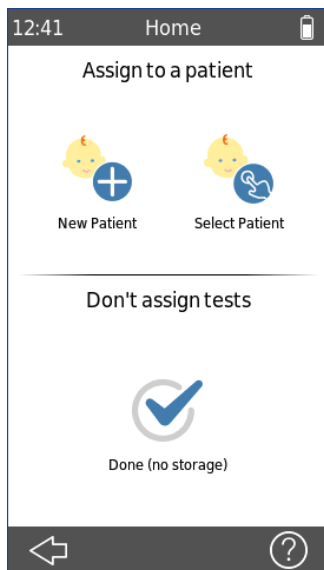 12:41 Home
Assign to a patient
New Patient Select Patient
Don't assign tests
Done (no storage)
?